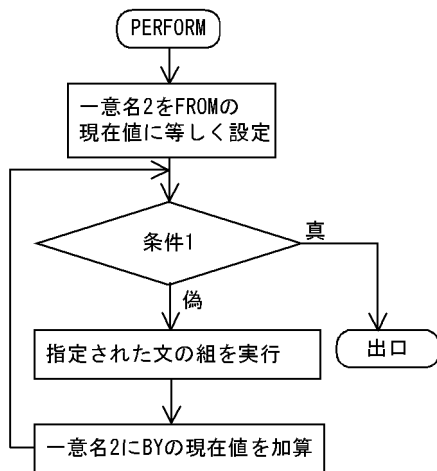 PERFORM
一意名2をFROMの
現在値に等しく設定
条件1
真
偽
指定された文の組を実行
出口
一意名2にBYの現在値を加算